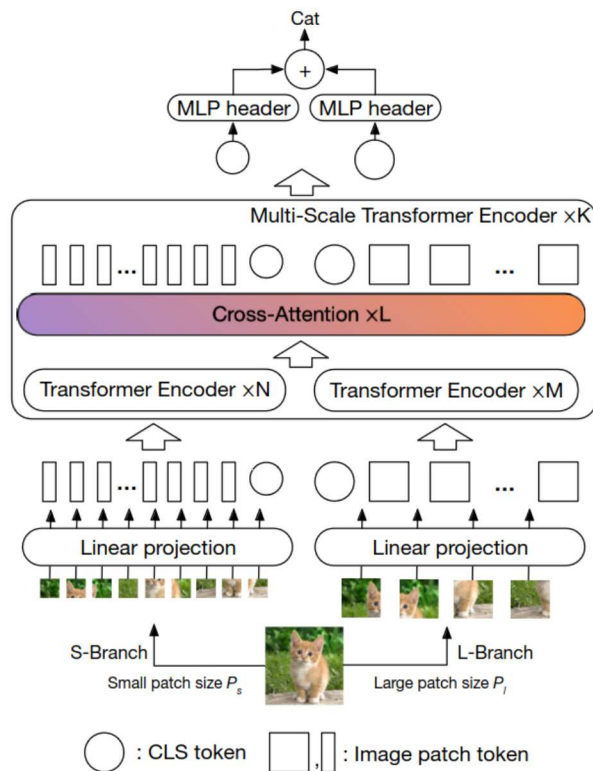 Cat
+
MLP header MLP header
Multi-Scale Transformer Encoder ×K
... ...
Cross-Attention ×L
Transformer Encoder ×N Transformer Encoder ×M
... ...
Linear projection Linear projection
S-Branch L-Branch
Small patch size Pₛ Large patch size Pₗ
: CLS token , : Image patch token